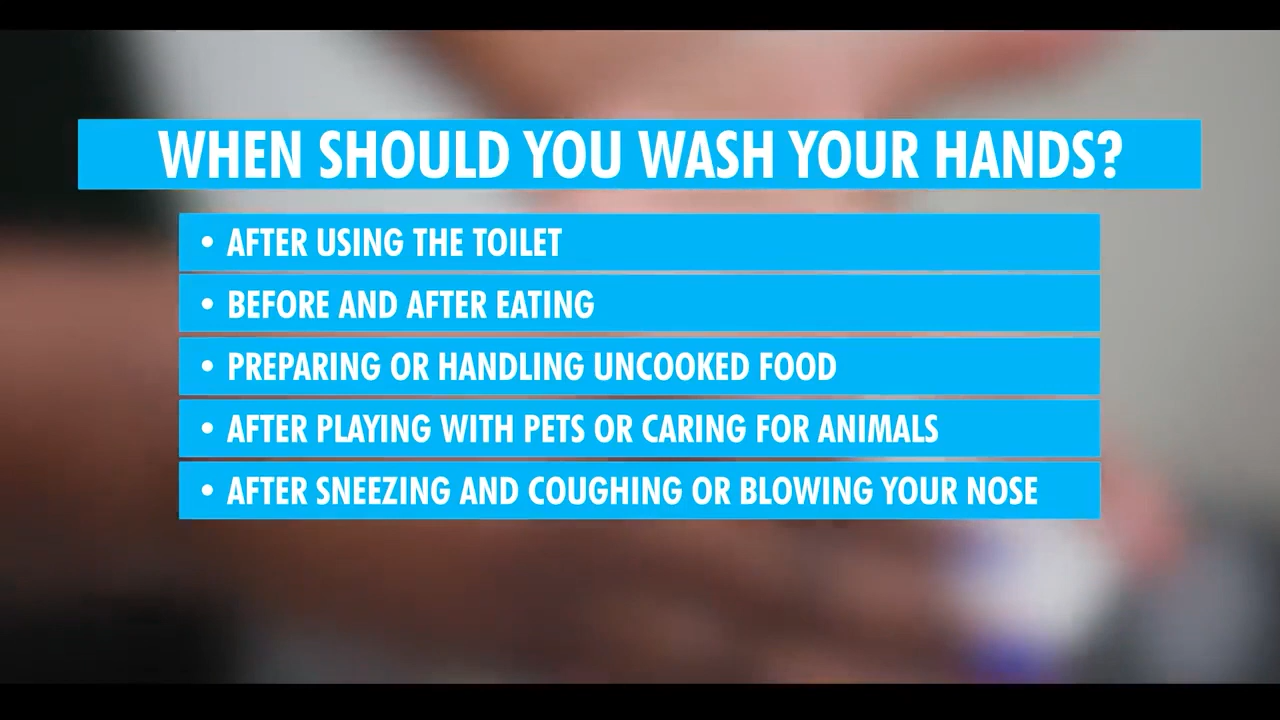 WHEN SHOULD YOU WASH YOUR HANDS?
• AFTER USING THE TOILET
• BEFORE AND AFTER EATING
• PREPARING OR HANDLING UNCOOKED FOOD
• AFTER PLAYING WITH PETS OR CARING FOR ANIMALS
• AFTER SNEEZING AND COUGHING OR BLOWING YOUR NOSE